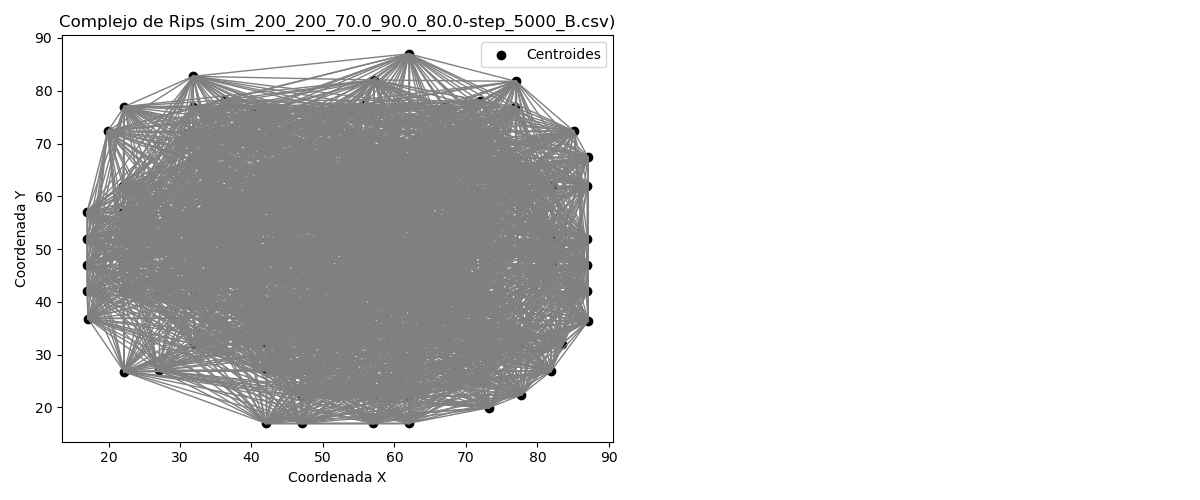 Complejo de Rips (sim_200_200_70.0_90.0_80.0-step_5000_B.csv)
Centroides
90
80
70
60
50
40
30
20
Coordenada Y
20 30 40 50 60 70 80 90
Coordenada X